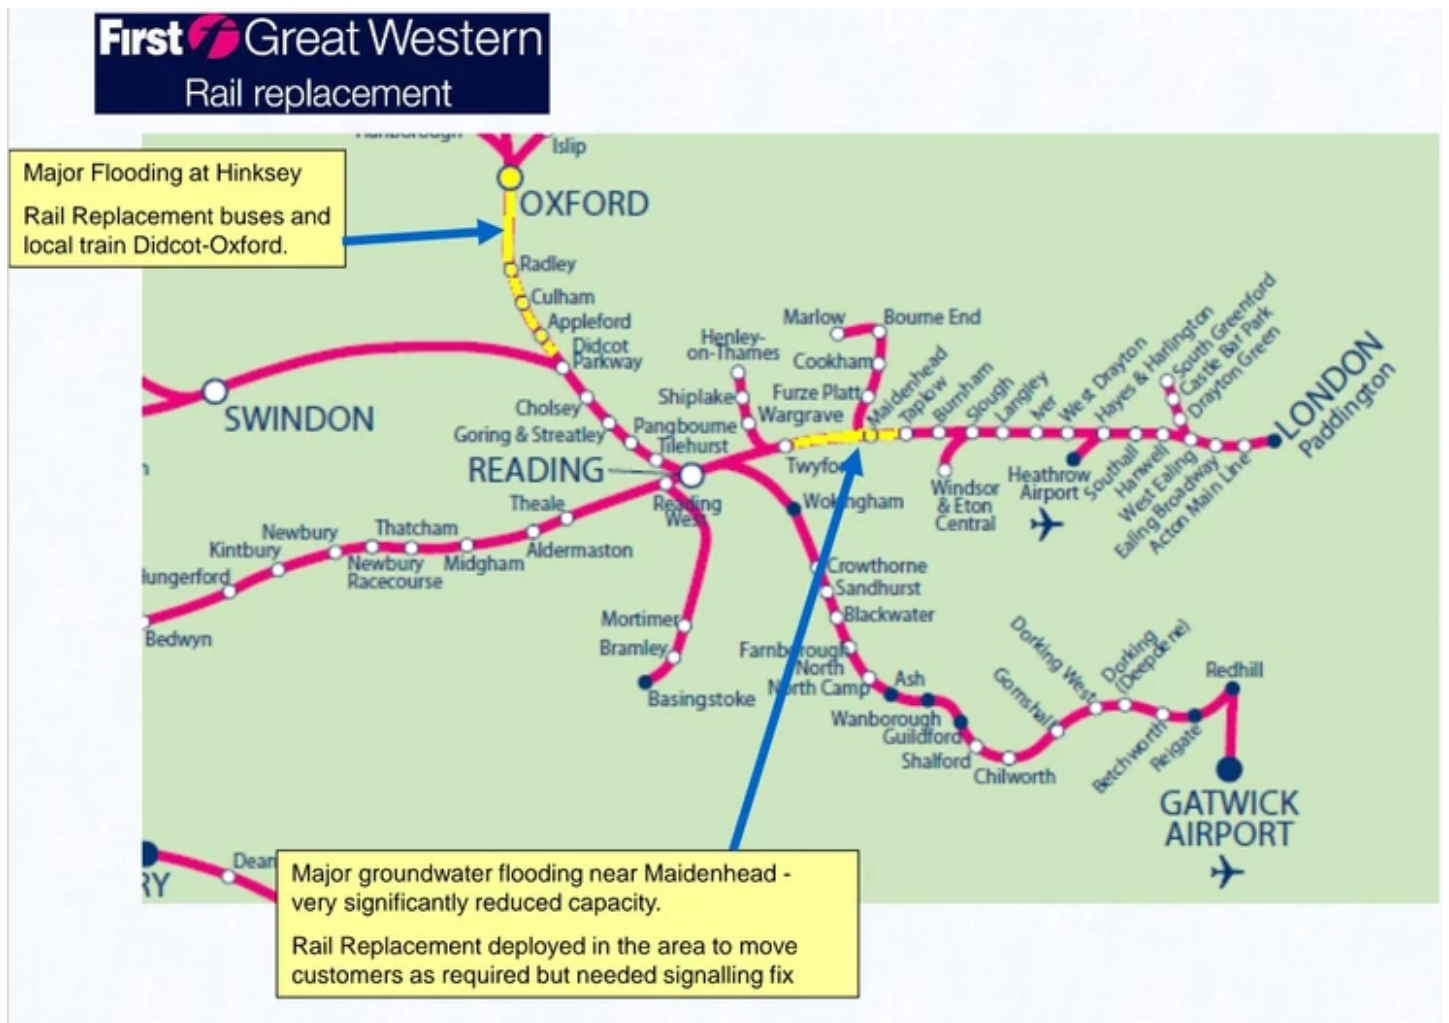 First Great Western
Rail replacement
Islip
Major Flooding at Hinksey
Rail Replacement buses and
local train Didcot-Oxford.
OXFORD
Radley
Culham
Appleford
Didcot
Parkway
SWINDON
Cholsey
Goring & Streatley
Pangbourne
Tilehurst
READING
Henley-
on-Thames
Shiplake
Wargrave
Marlow
Bourne End
Cookham
Furze Platt
Maidenhead
Taplow
Burnham
Slough
Langley
Iver
West Drayton
Hayes & Harlington
South Greenford
Castle Bar Park
Drayton Green
LONDON
Paddington
Twyfor
Windsor
& Eton
Central
Heathrow
Airport
Southall
Hanwell
West Ealing
Ealing Broadway
Acton Main Line
Reading
West
Wokingham
Theale
Aldermaston
Midgham
Thatcham
Newbury
Racecourse
Newbury
Kintbury
Hungerford
Bedwyn
Mortimer
Bramley
Basingstoke
Crowthorne
Sandhurst
Blackwater
Farnborough
North
North Camp
Ash
Wanborough
Guildford
Shalford
Chilworth
Gomshall
Dorking West
Dorking
(Deepdene)
Betchworth
Reigate
Redhill
GATWICK
AIRPORT
RY
Dean
Major groundwater flooding near Maidenhead -
very significantly reduced capacity.
Rail Replacement deployed in the area to move
customers as required but needed signalling fix